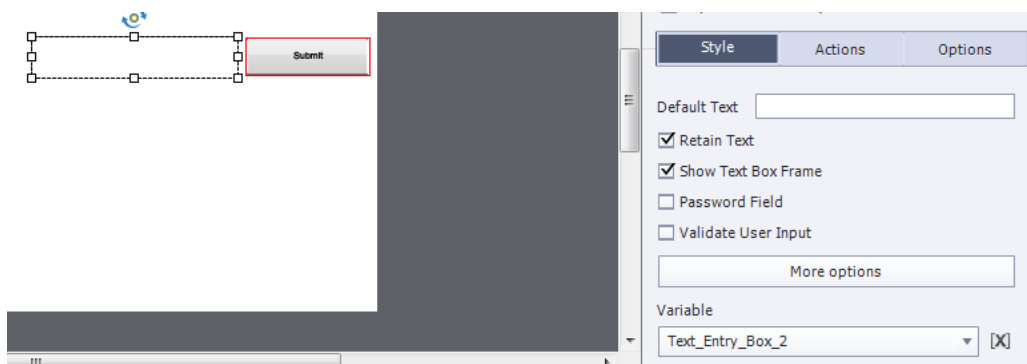 Submit
Style Actions Options
Default Text
Retain Text
Show Text Box Frame
Password Field
Validate User Input
More options
Variable
Text_Entry_Box_2 [X]